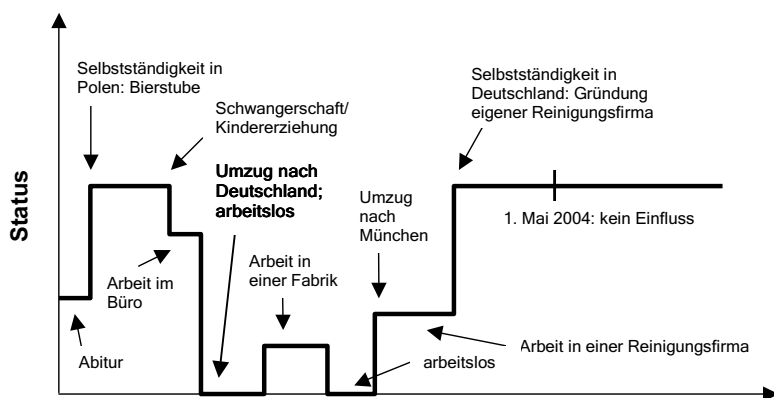 Selbstständigkeit in
Polen: Bierstube
Schwangerschaft/
Kindererziehung
Selbstständigkeit in
Deutschland: Gründung
eigener Reinigungsfirma
Umzug nach
Deutschland;
arbeitslos
Umzug
nach
München
1. Mai 2004: kein Einfluss
Status
Arbeit im
Büro
Arbeit in
einer Fabrik
Abitur
arbeitslos
Arbeit in einer Reinigungsfirma